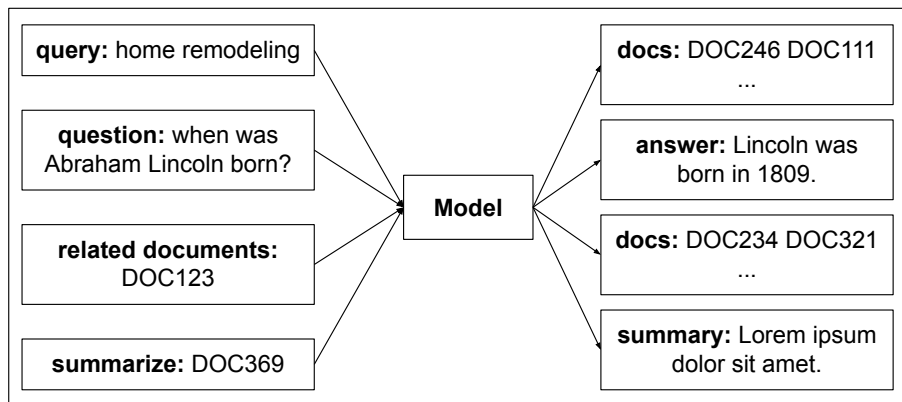 query: home remodeling
question: when was
Abraham Lincoln born?
related documents:
DOC123
summarize: DOC369
Model
docs: DOC246 DOC111
...
answer: Lincoln was
born in 1809.
docs: DOC234 DOC321
...
summary: Lorem ipsum
dolor sit amet.